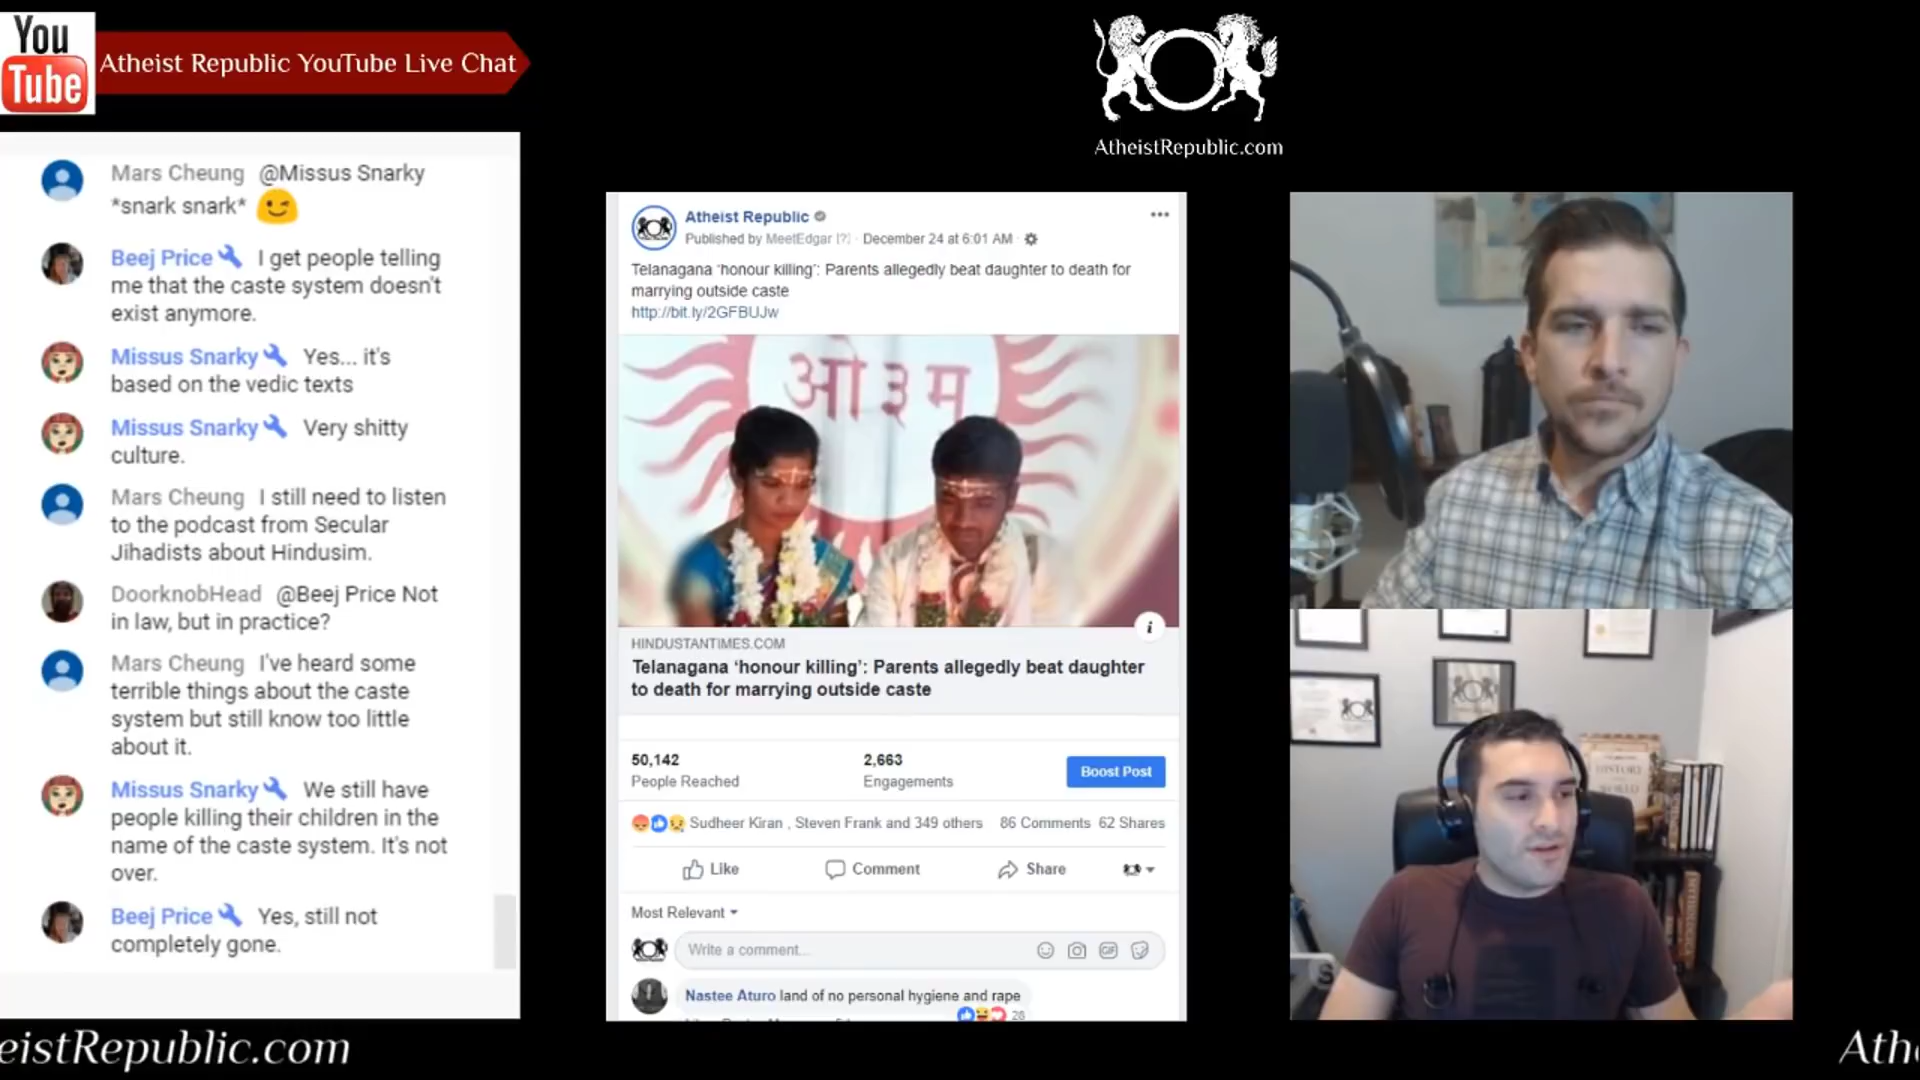 You
Tube
Atheist Republic YouTube Live Chat
AtheistRepublic.com
Mars Cheung @Missus Snarky
*snark snark*
Beej Price I get people telling
me that the caste system doesn't
exist anymore.
Missus Snarky Yes... it's
based on the vedic texts
Missus Snarky Very shitty
culture.
Mars Cheung I still need to listen
to the podcast from Secular
Jihadists about Hindusim.
DoorknobHead @Beej Price Not
in law, but in practice?
Mars Cheung I've heard some
terrible things about the caste
system but still know too little
about it.
Missus Snarky We still have
people killing their children in the
name of the caste system. It's not
over.
Beej Price Yes, still not
completely gone.
Atheist Republic
Published by MeetEdgar [?] · December 24 at 6:01 AM ·
Telanagana ‘honour killing’: Parents allegedly beat daughter to death for
marrying outside caste
http://bit.ly/2GFBUJw
ओ३म
i
HINDUSTANTIMES.COM
Telanagana ‘honour killing’: Parents allegedly beat daughter
to death for marrying outside caste
50,142 2,663
People Reached Engagements
Boost Post
Sudheer Kiran , Steven Frank and 349 others 86 Comments 62 Shares
Like Comment Share
Most Relevant
Write a comment...
GIF
Nastee Aturo land of no personal hygiene and rape
28
HISTORY
S
eistRepublic.com
Athe